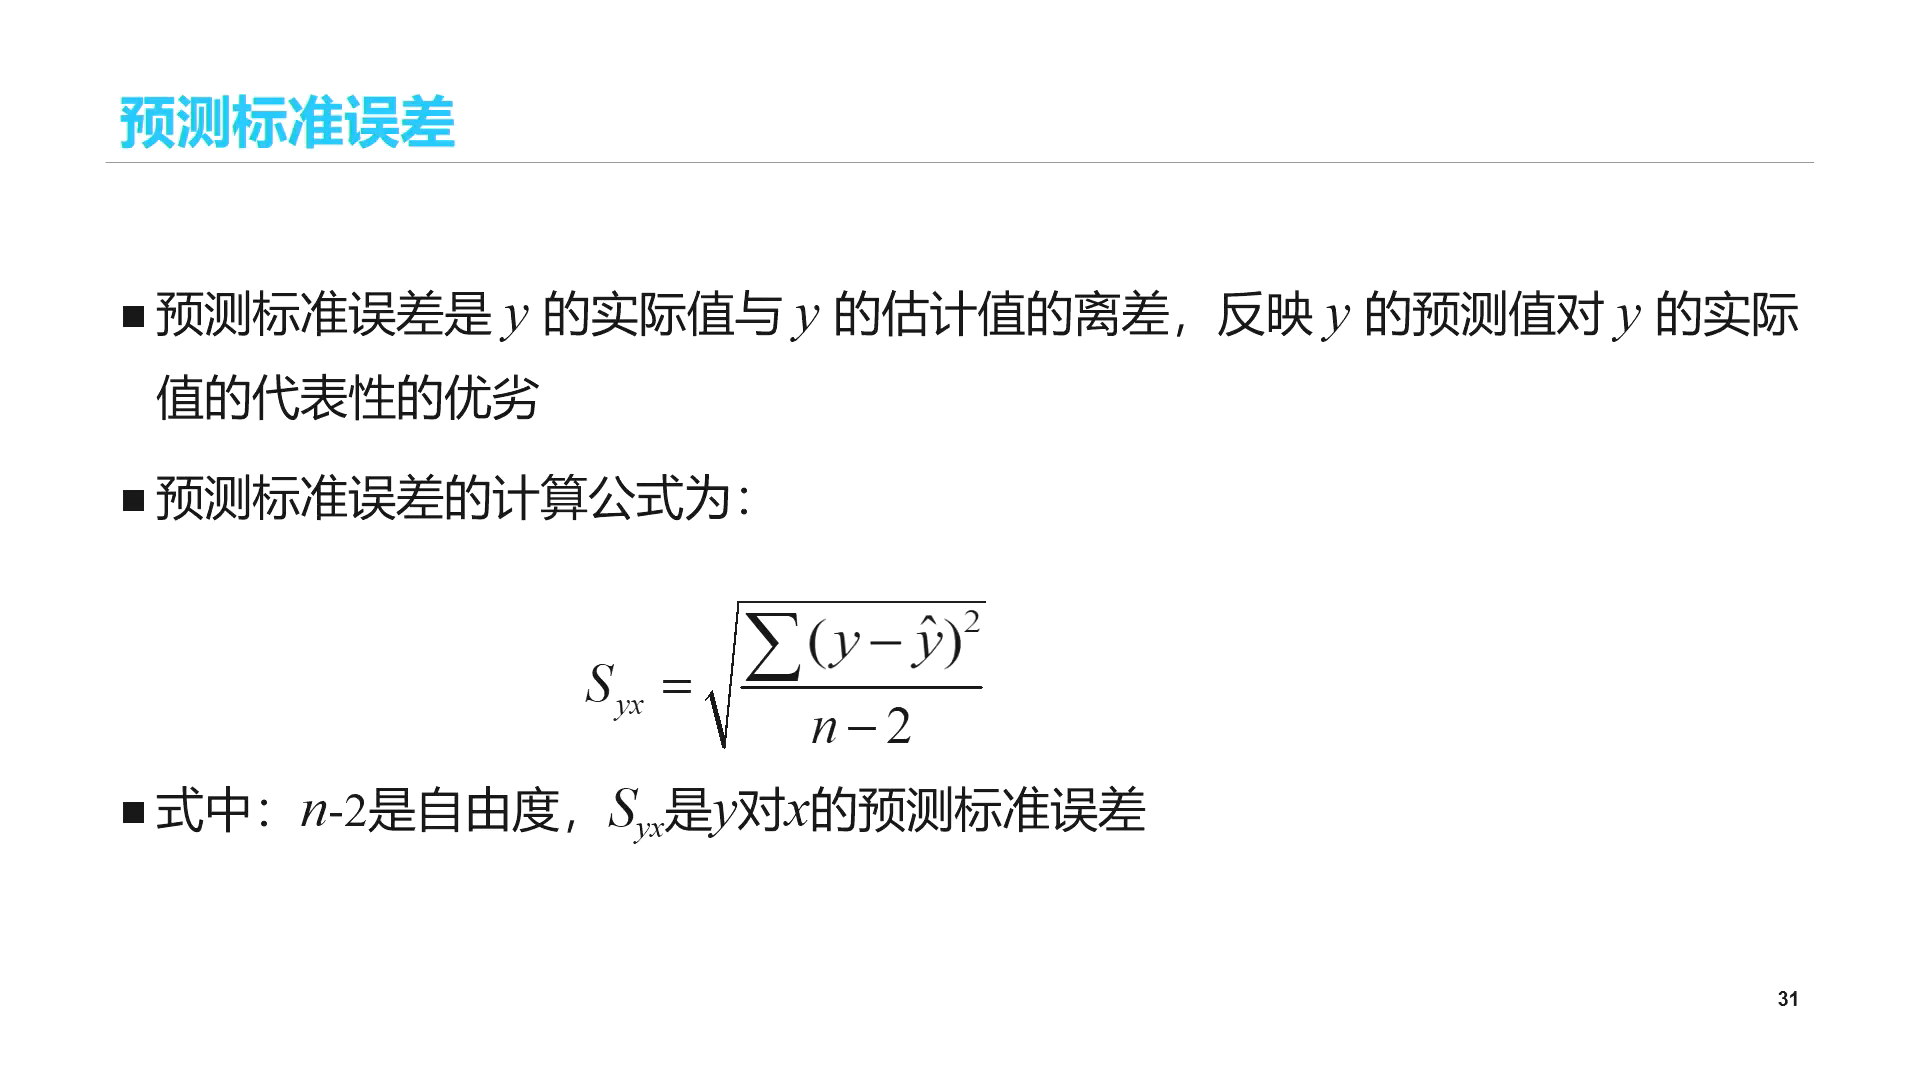 预测标准误差
■ 预测标准误差是 y 的实际值与 y 的估计值的离差，反映 y 的预测值对 y 的实际
值的代表性的优劣
■ 预测标准误差的计算公式为：
$S_{yx} = \sqrt{\frac{\sum (y - \hat{y})^2}{n - 2}}$
■ 式中：n-2是自由度，$S_{yx}$是y对x的预测标准误差
31